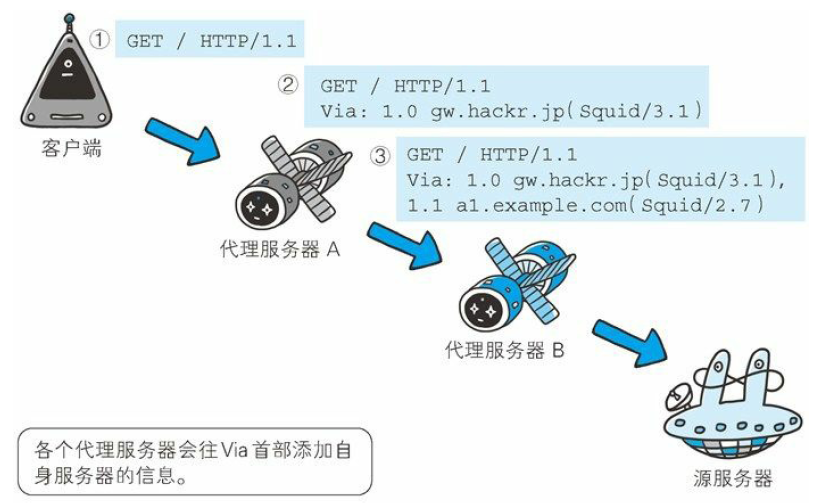 ① GET / HTTP/1.1
② GET / HTTP/1.1
Via: 1.0 gw.hackr.jp(Squid/3.1)
客户端
③ GET / HTTP/1.1
Via: 1.0 gw.hackr.jp(Squid/3.1),
1.1 a1.example.com(Squid/2.7)
代理服务器 A
代理服务器 B
各个代理服务器会往Via首部添加自
身服务器的信息。
源服务器